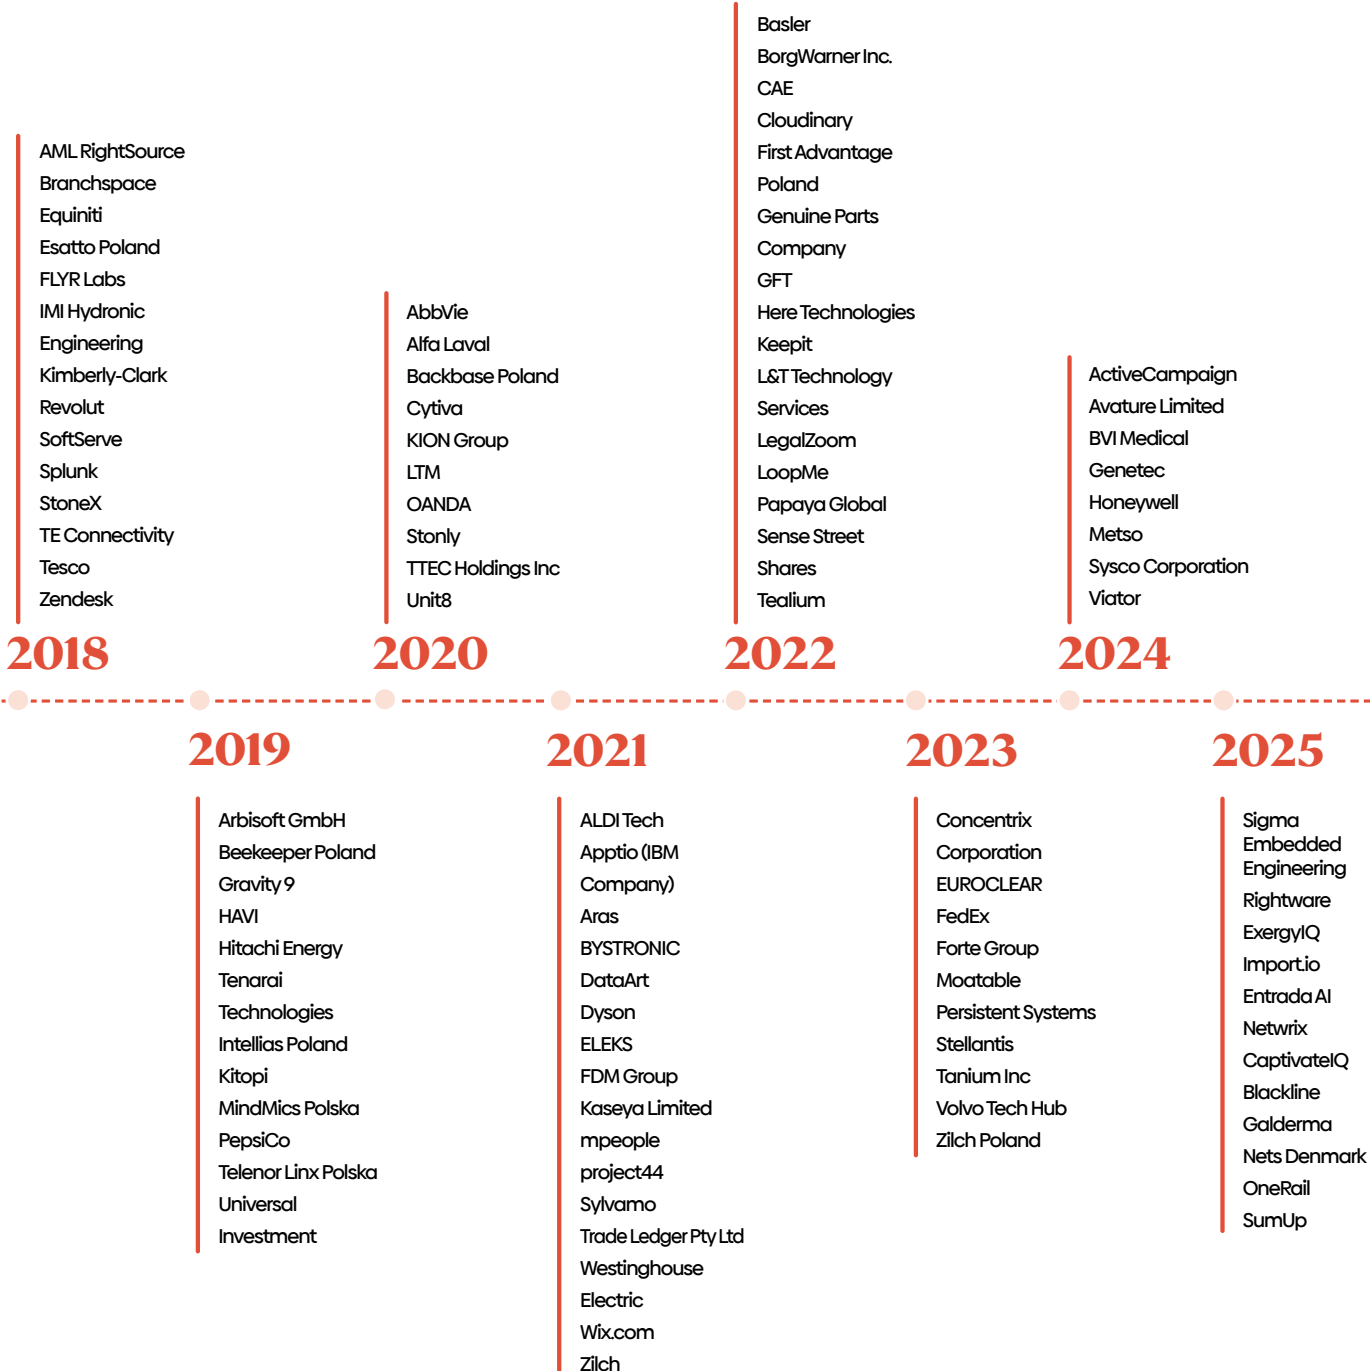 AML RightSource
Branchspace
Equiniti
Esatto Poland
FLYR Labs
IMI Hydronic
Engineering
Kimberly-Clark
Revolut
SoftServe
Splunk
StoneX
TE Connectivity
Tesco
Zendesk
2018
AbbVie
Alfa Laval
Backbase Poland
Cytiva
KION Group
LTM
OANDA
Stonly
TTEC Holdings Inc
Unit8
2020
Basler
BorgWarner Inc.
CAE
Cloudinary
First Advantage
Poland
Genuine Parts
Company
GFT
Here Technologies
Keepit
L&T Technology
Services
LegalZoom
LoopMe
Papaya Global
Sense Street
Shares
Tealium
2022
ActiveCampaign
Avature Limited
BVI Medical
Genetec
Honeywell
Metso
Sysco Corporation
Viator
2024
2019
Arbisoft GmbH
Beekeeper Poland
Gravity 9
HAVI
Hitachi Energy
Tenarai
Technologies
Intellias Poland
Kitopi
MindMics Polska
PepsiCo
Telenor Linx Polska
Universal
Investment
2021
ALDI Tech
Apptio (IBM
Company)
Aras
BYSTRONIC
DataArt
Dyson
ELEKS
FDM Group
Kaseya Limited
mpeople
project44
Sylvamo
Trade Ledger Pty Ltd
Westinghouse
Electric
Wix.com
Zilch
2023
Concentrix
Corporation
EUROCLEAR
FedEx
Forte Group
Moatable
Persistent Systems
Stellantis
Tanium Inc
Volvo Tech Hub
Zilch Poland
2025
Sigma
Embedded
Engineering
Rightware
ExergyIQ
Import.io
Entrada AI
Netwrix
CaptivateIQ
Blackline
Galderma
Nets Denmark
OneRail
SumUp